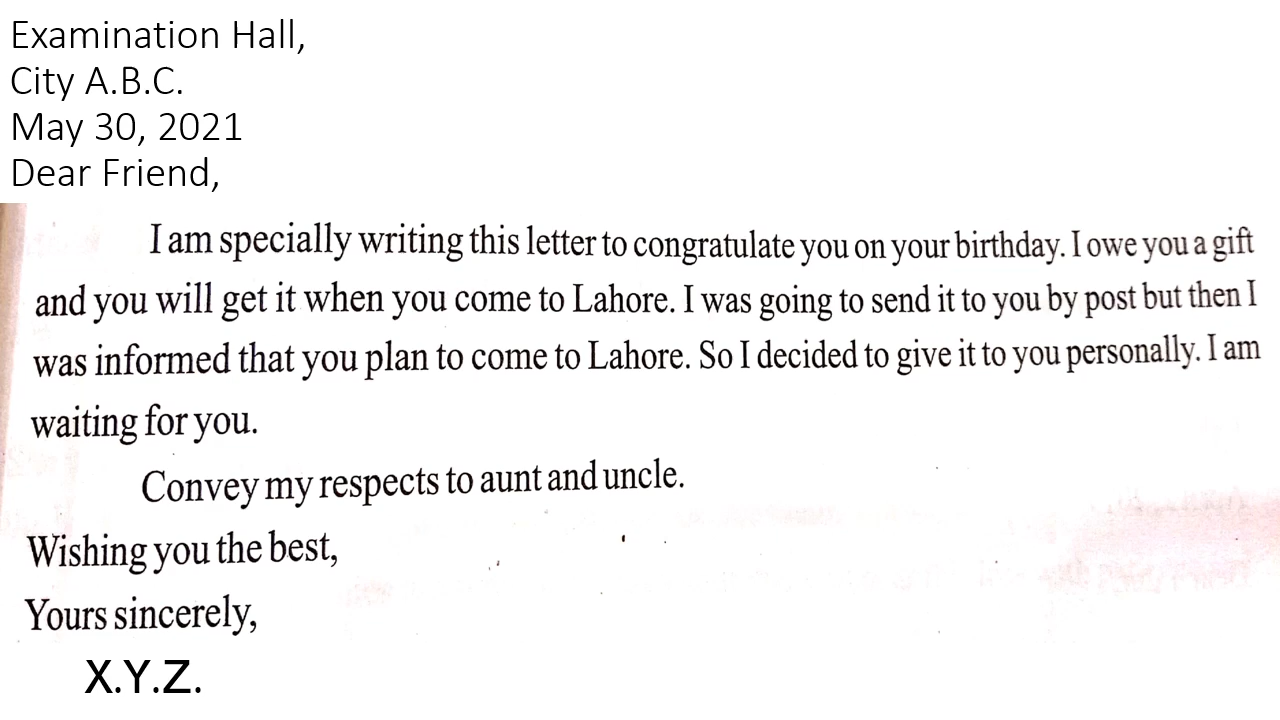 Examination Hall,
City A.B.C.
May 30, 2021
Dear Friend,
I am specially writing this letter to congratulate you on your birthday. I owe you a gift
and you will get it when you come to Lahore. I was going to send it to you by post but then I
was informed that you plan to come to Lahore. So I decided to give it to you personally. I am
waiting for you.
Convey my respects to aunt and uncle.
Wishing you the best,
Yours sincerely,
X.Y.Z.